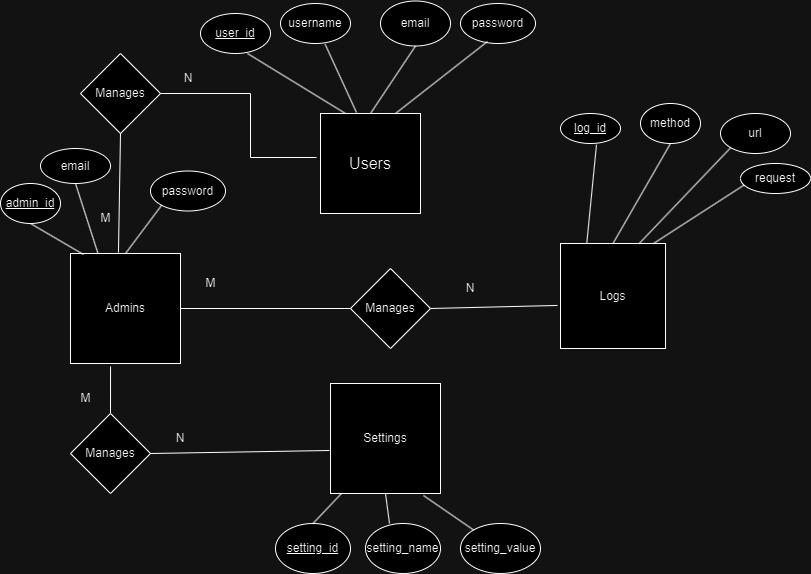 user_id
username
email
password
Manages
N
Users
log_id
method
url
request
email
password
admin_id
M
Admins
M
Manages
N
Logs
M
Manages
N
Settings
setting_id
setting_name
setting_value